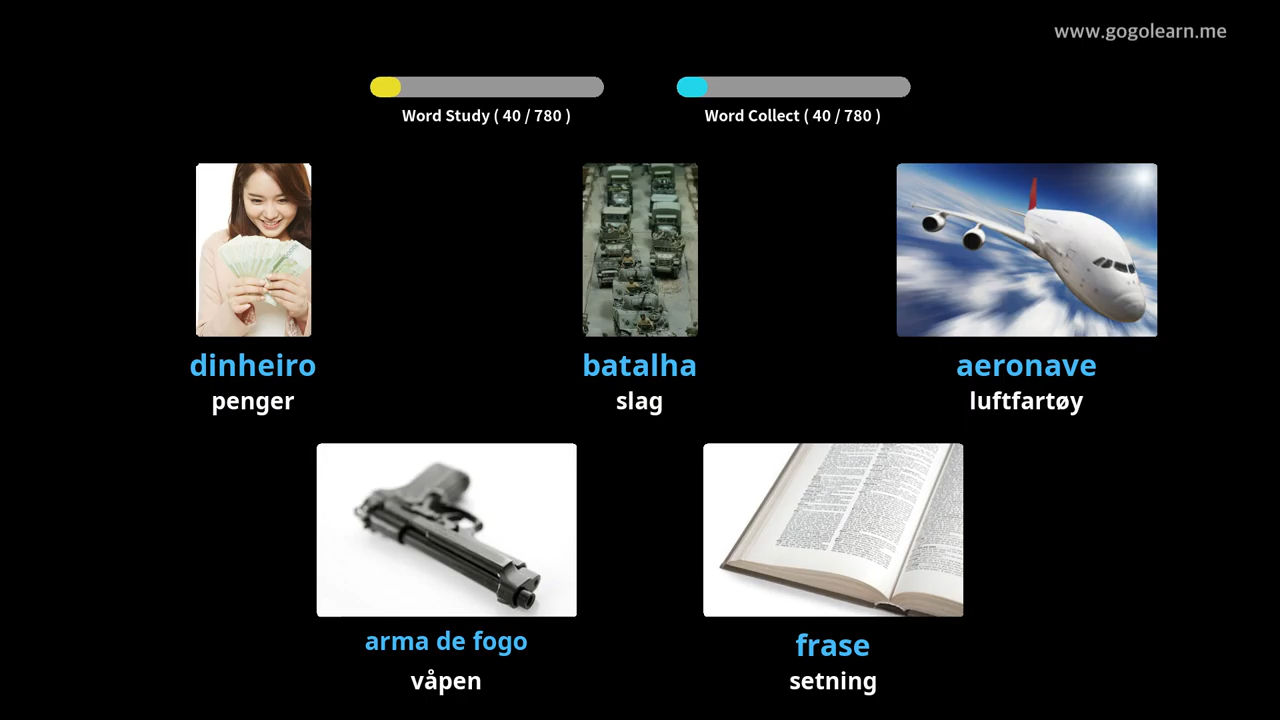 www.gogolearn.me
Word Study ( 40 / 780 )
Word Collect ( 40 / 780 )
dinheiro
penger
batalha
slag
aeronave
luftfartøy
arma de fogo
våpen
frase
setning